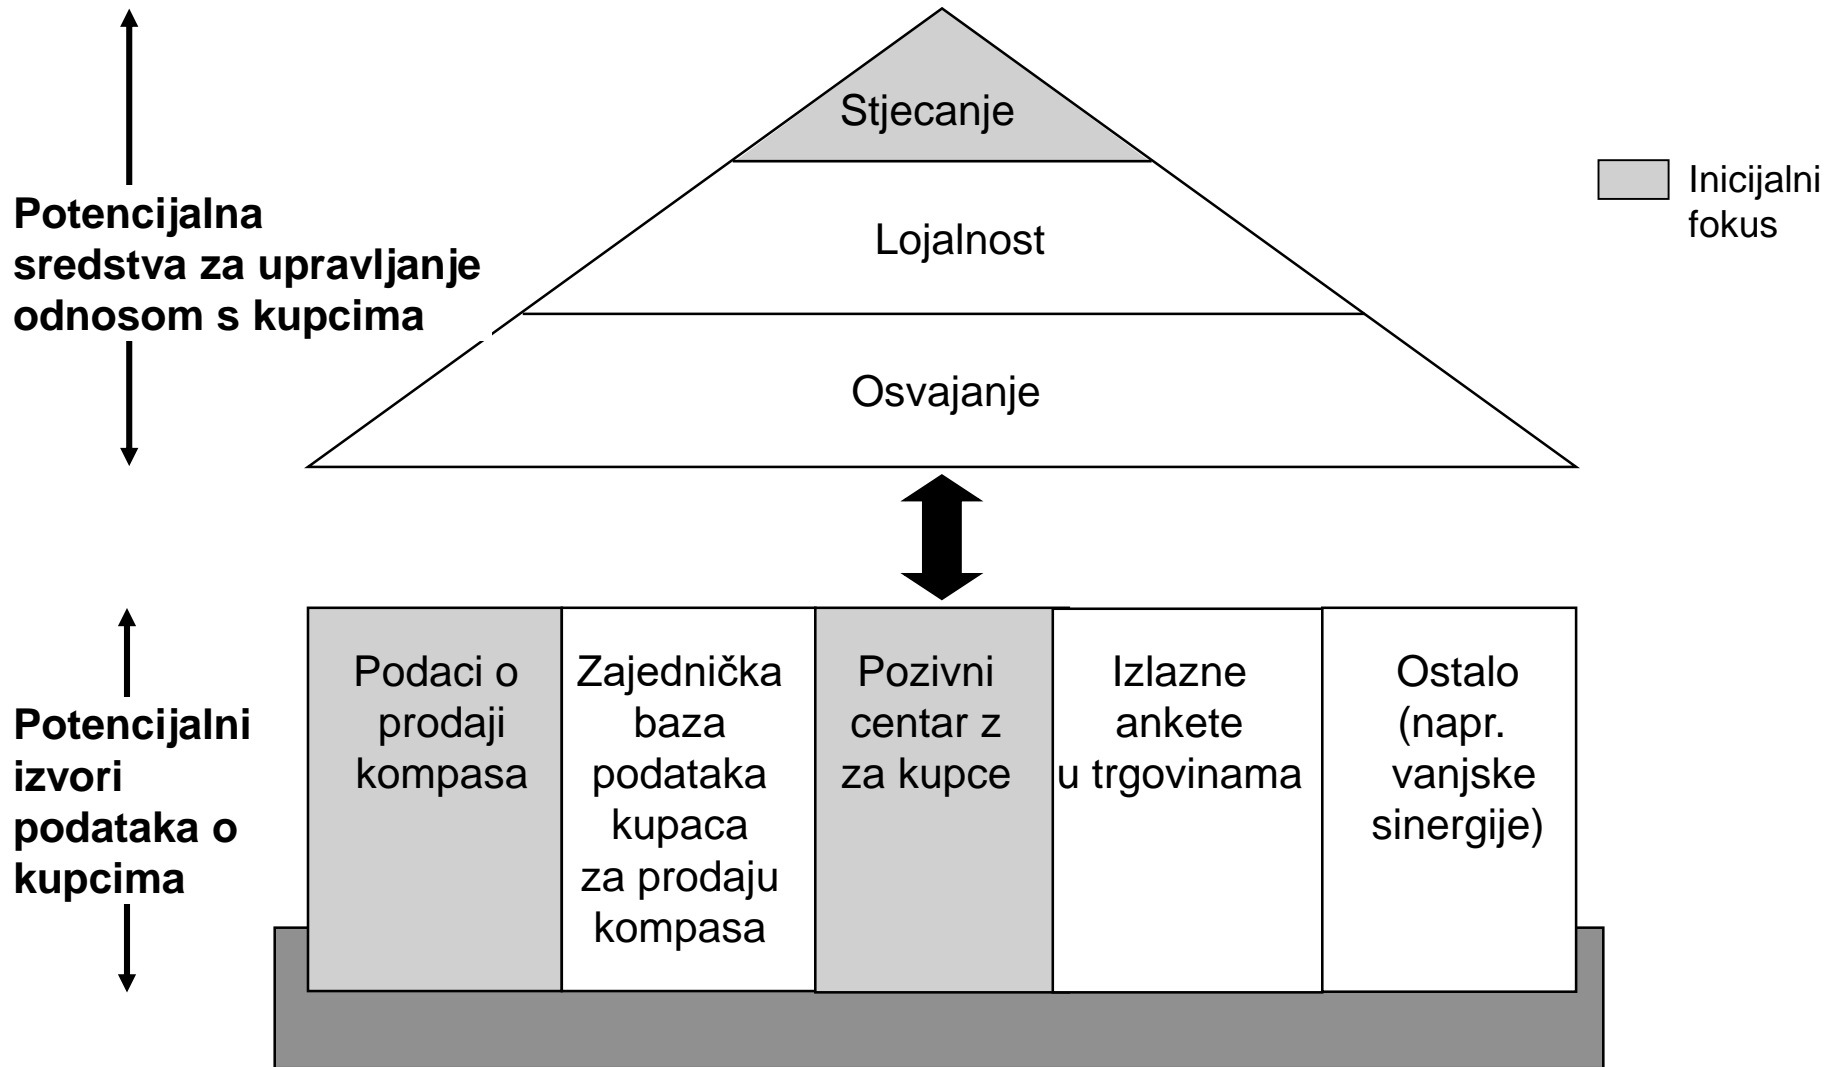 Stjecanje
Lojalnost
Osvajanje
Inicijalni
fokus
Potencijalna
sredstva za upravljanje
odnosom s kupcima
Potencijalni
izvori
podataka o
kupcima
Podaci o
prodaji
kompasa
Zajednička
baza
podataka
kupaca
za prodaju
kompasa
Pozivni
centar z
za kupce
Izlazne
ankete
u trgovinama
Ostalo
(napr.
vanjske
sinergije)